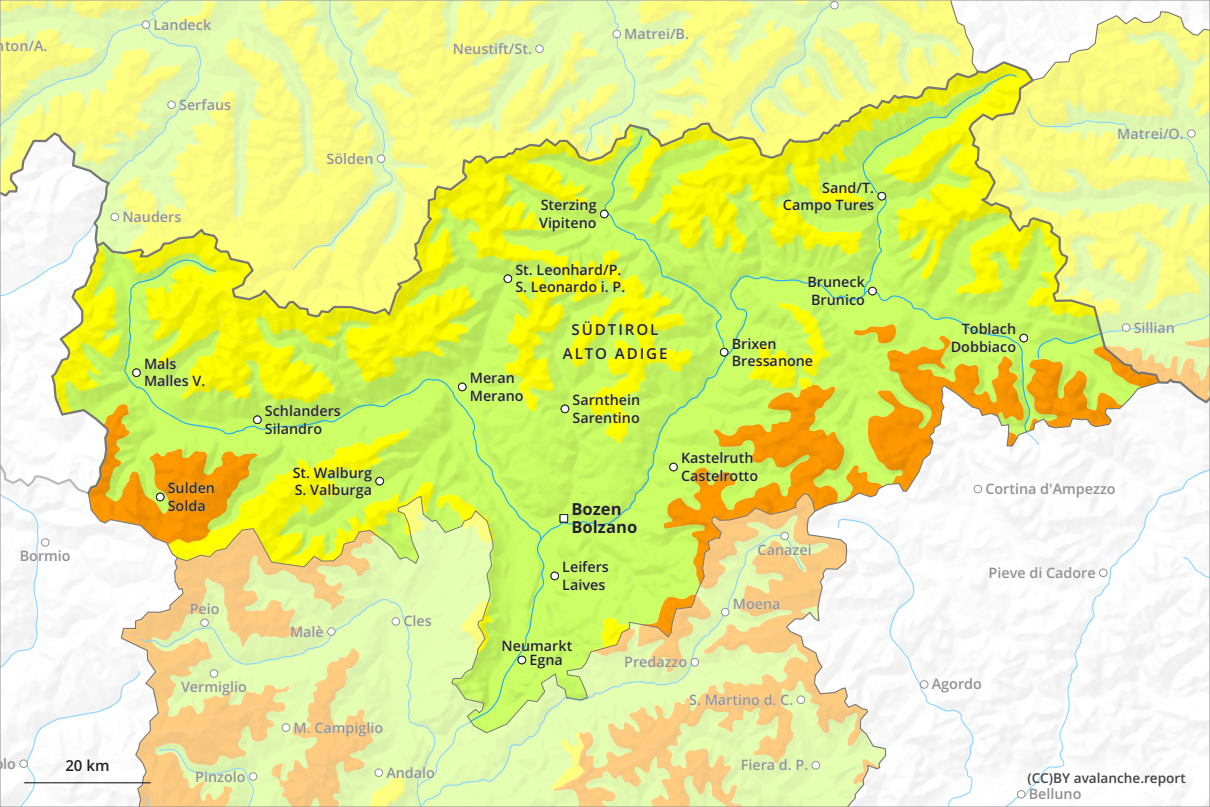 Landeck
Matrei/B.
nton/A.
Neustift/St.
Serfaus
Matrei/O.
Sölden
Sand/T.
Campo Tures
Sterzing
Vipiteno
Nauders
St. Leonhard/P.
S. Leonardo i. P.
Bruneck
Brunico
SÜDTIROL
ALTO ADIGE
Toblach
Dobbiaco
Sillian
Brixen
Bressanone
Mals
Malles V.
Meran
Merano
Sarnthein
Sarentino
Schlanders
Silandro
Kastelruth
Castelrotto
St. Walburg
S. Valburga
Sulden
Solda
Cortina d'Ampezzo
Bozen
Bolzano
Bormio
Canazei
Leifers
Laives
Pieve di Cadore
Peio
Moena
Malè
Cles
Neumarkt
Egna
Predazzo
Vermiglio
Agordo
S. Martino d. C.
M. Campiglio
olo
20 km
Pinzolo
Andalo
Fiera d. P.
(CC)BY avalanche.report
Belluno